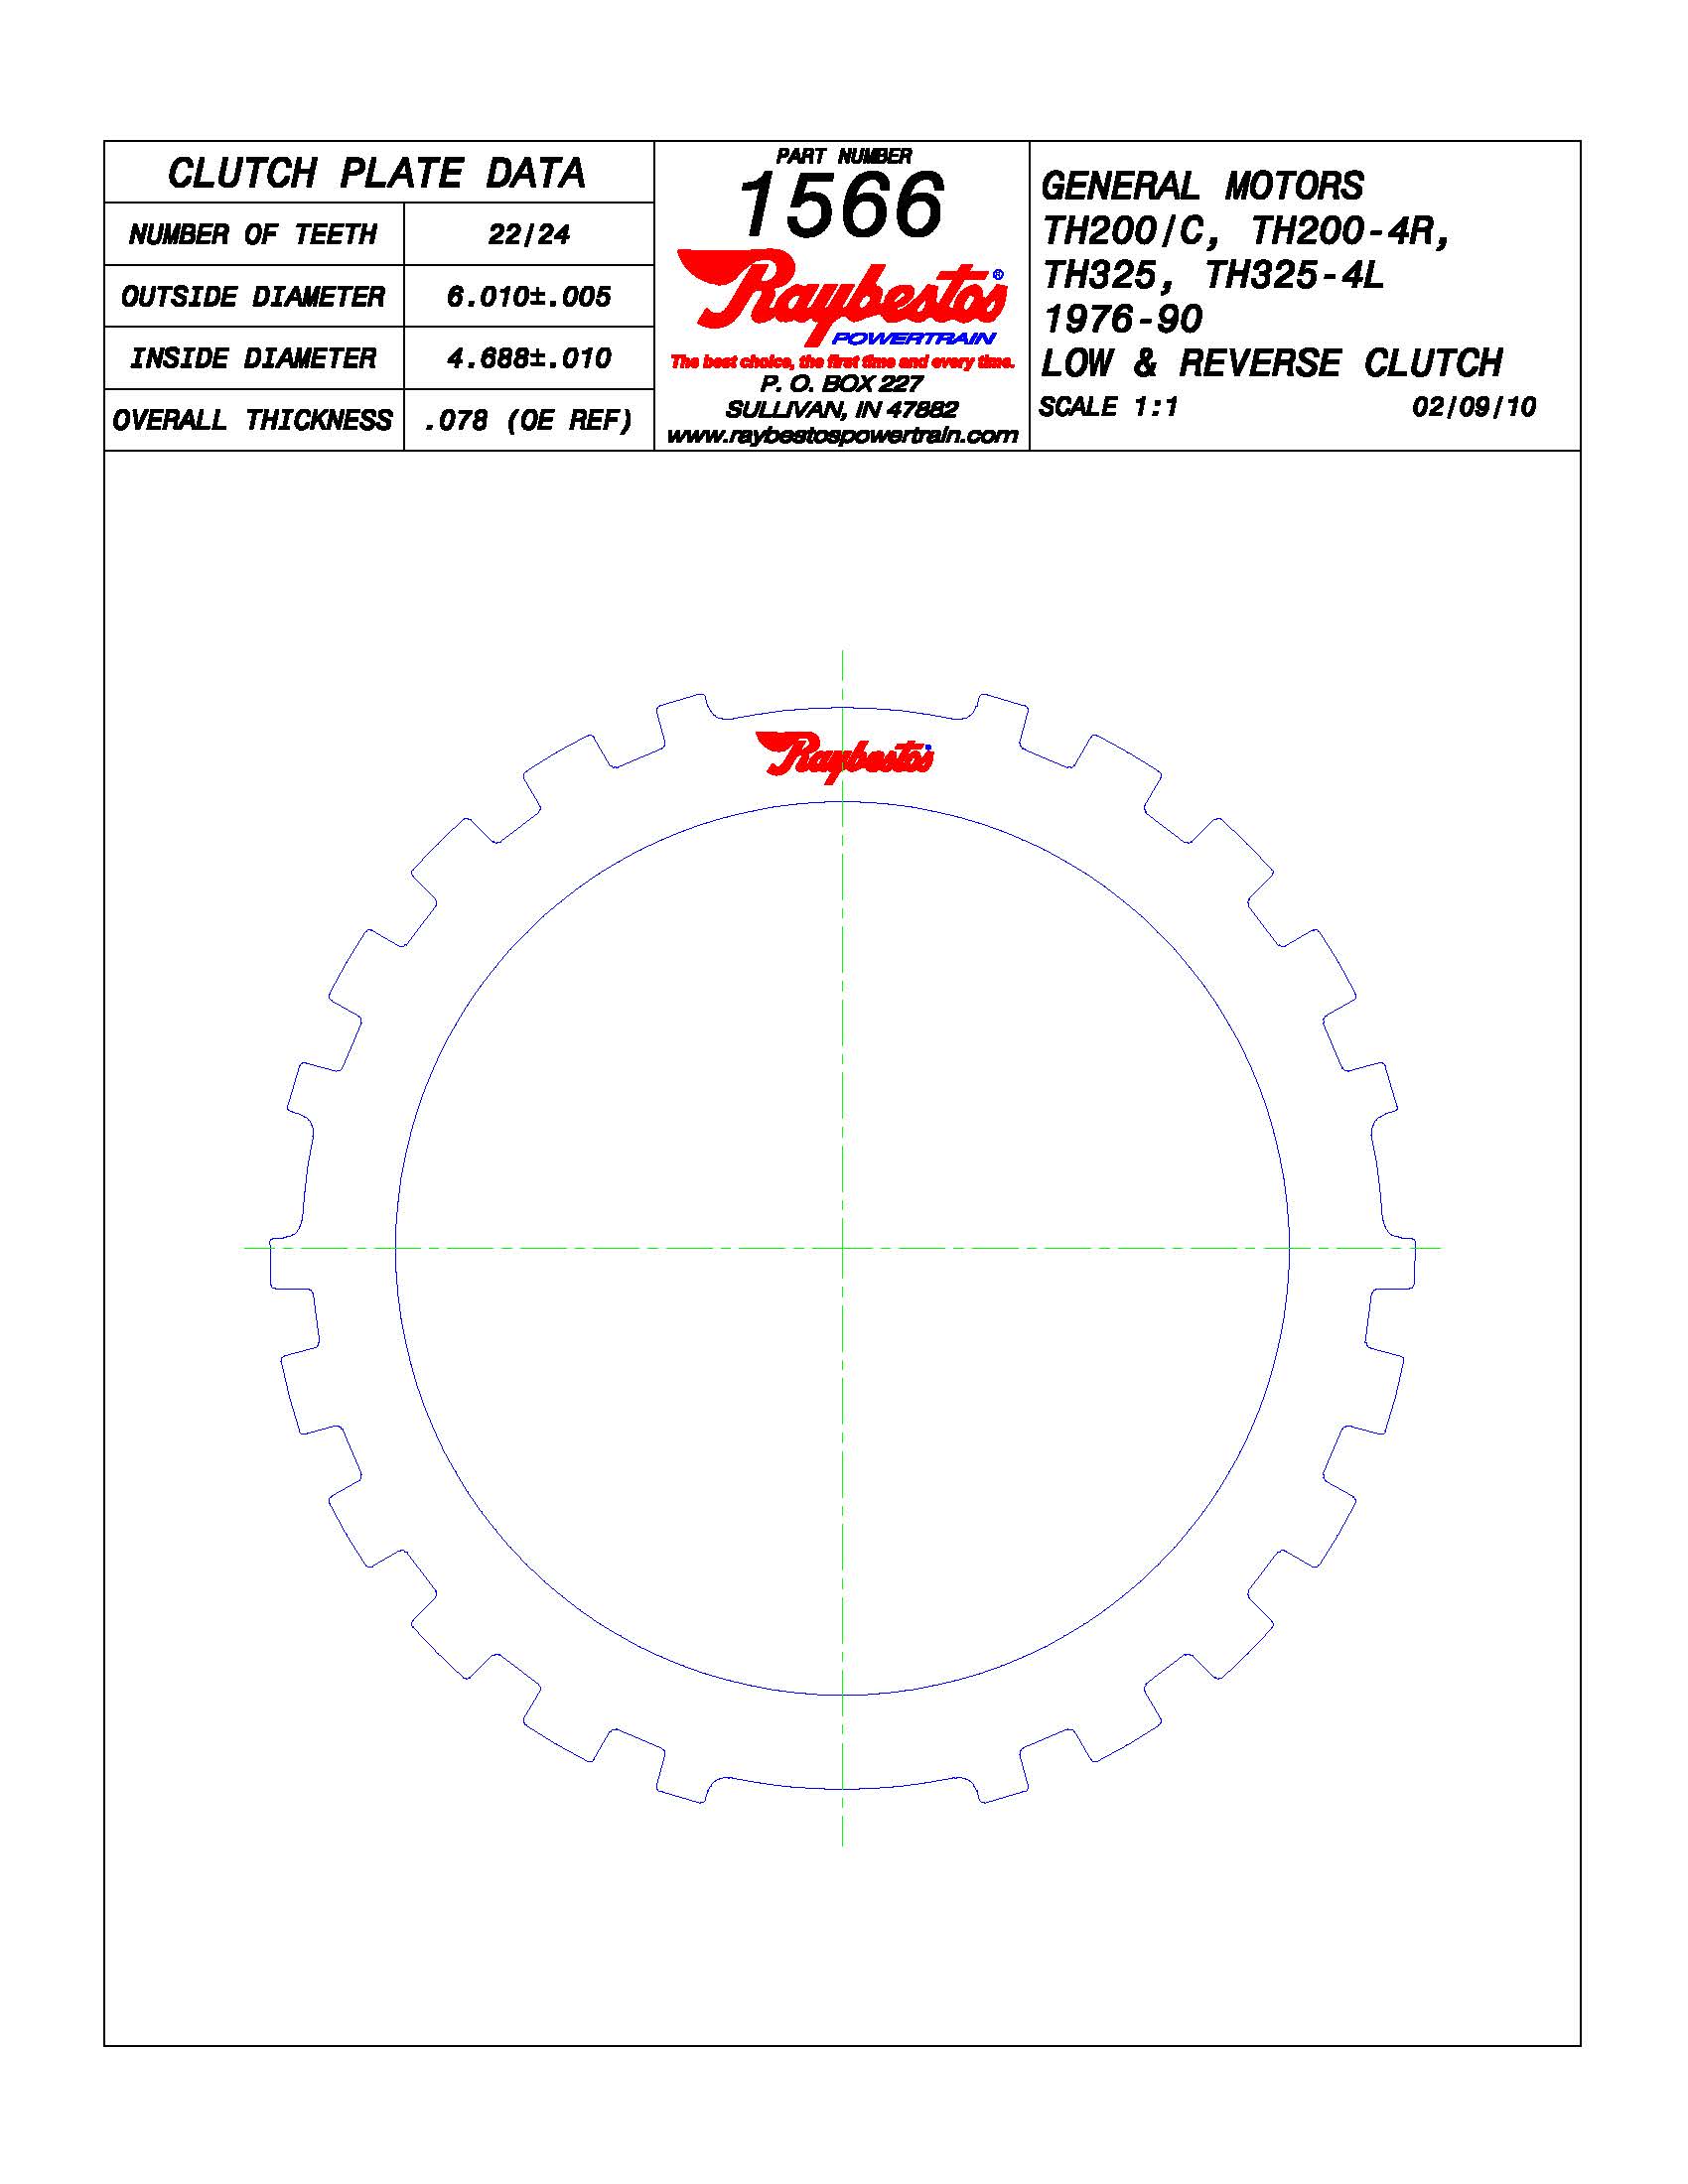 CLUTCH PLATE DATA
NUMBER OF TEETH 22/24
OUTSIDE DIAMETER 6.010±.005
INSIDE DIAMETER 4.688±.010
OVERALL THICKNESS .078 (OE REF)
PART NUMBER
1566
Raybestos®
POWERTRAIN
The best choice, the first time and every time.
P. O. BOX 227
SULLIVAN, IN 47882
www.raybestospowertrain.com
GENERAL MOTORS
TH200/C, TH200-4R,
TH325, TH325-4L
1976-90
LOW & REVERSE CLUTCH
SCALE 1:1 02/09/10
Raybestos